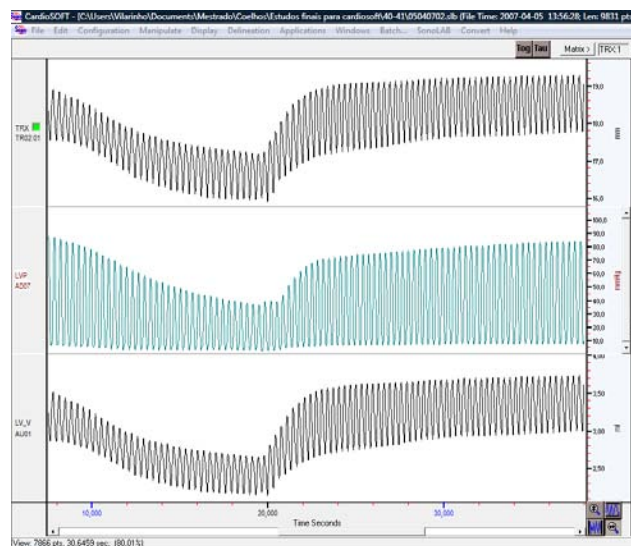 CardioSOFT - [C:\Users\Vilarinho\Documents\Mestrado\Coelhos\Estudos finais para cardiosoft\40-41\05040702.slb (File Time: 2007-04-05 13:56:28; Len: 9831 pts
File Edit Configuration Manipulate Display Delineation Applications Windows Batch... SonoLAB Convert Help
Tog Tau Matrix > TRX:1
TRX
TR02:01
19,0
18,0
17,0
16,0
mm
LVP
AD07
100,0
90,0
80,0
70,0
60,0
50,0
40,0
30,0
20,0
10,0
mmHg
LV_V
AU01
4,00
3,50
3,00
2,50
ml
10,000 20,000 30,000
Time Seconds
View: 7866 pts, 30.6459 sec; (80.01%)